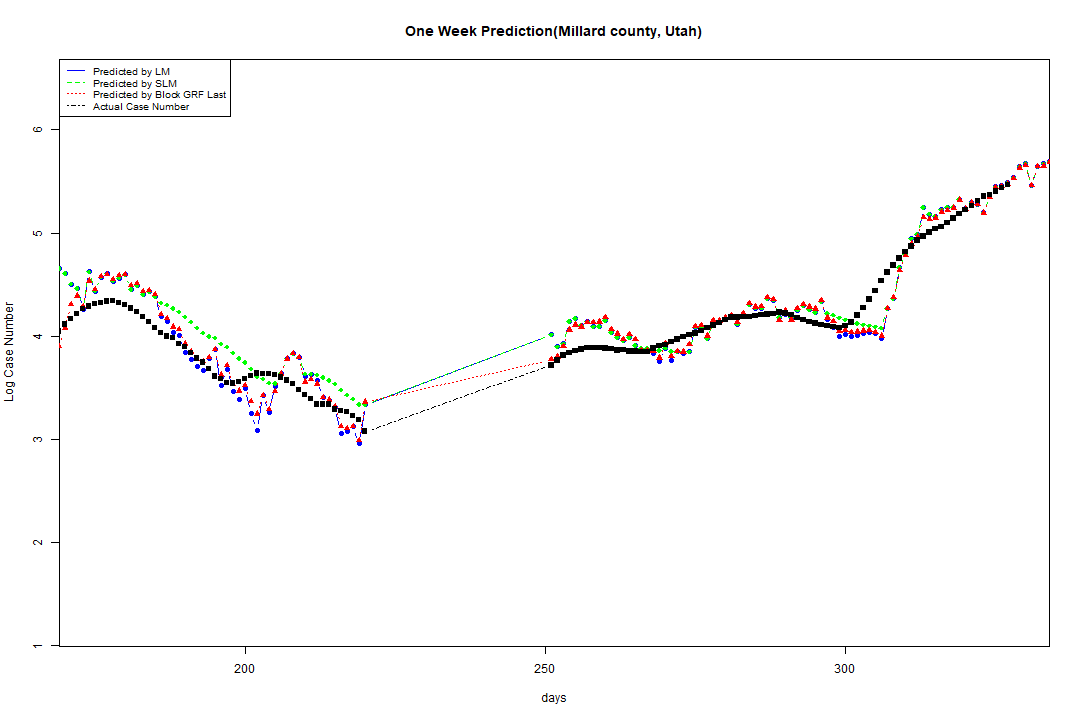 One Week Prediction(Millard county, Utah)
Predicted by LM
Predicted by SLM
Predicted by Block GRF Last
Actual Case Number
Log Case Number
6
5
4
3
2
1
200
250
300
days